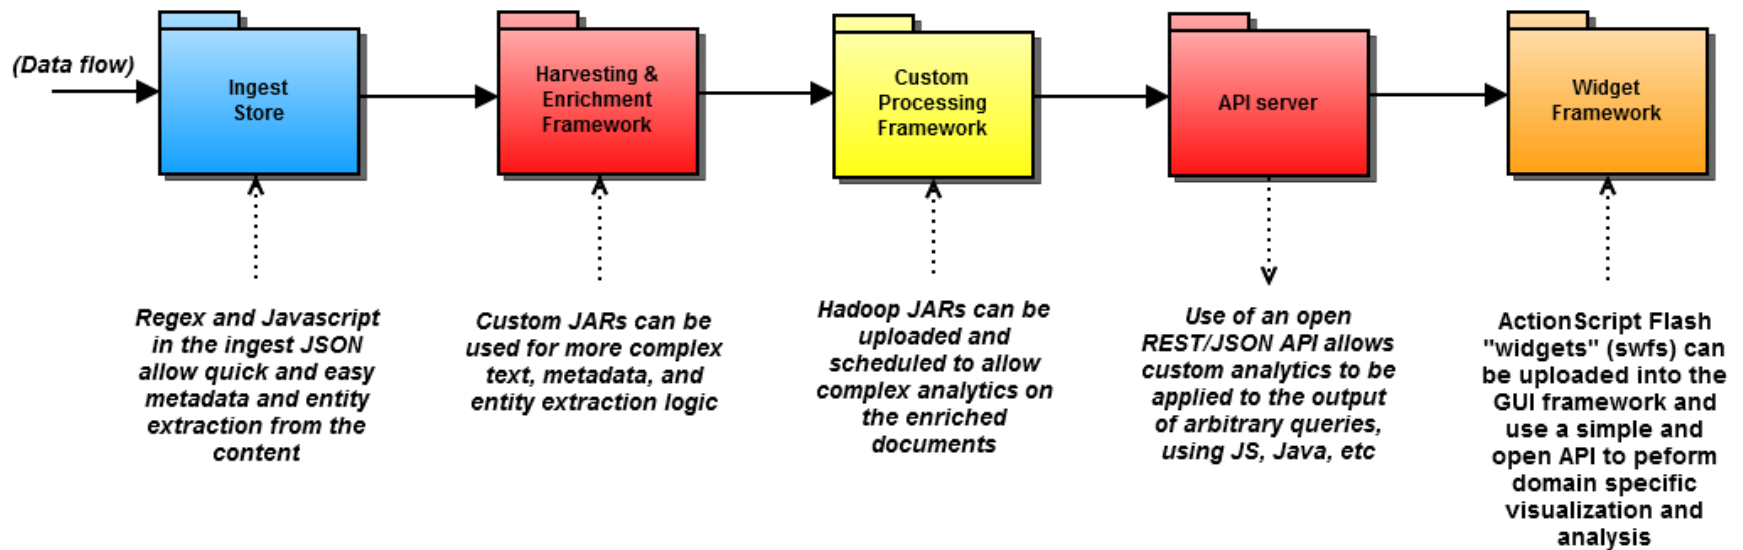 (Data flow)
Ingest
Store
Harvesting &
Enrichment
Framework
Custom
Processing
Framework
API server
Widget
Framework
Regex and Javascript
in the ingest JSON
allow quick and easy
metadata and entity
extraction from the
content
Custom JARs can be
used for more complex
text, metadata, and
entity extraction logic
Hadoop JARs can be
uploaded and
scheduled to allow
complex analytics on
the enriched
documents
Use of an open
REST/JSON API allows
custom analytics to be
applied to the output
of arbitrary queries,
using JS, Java, etc
ActionScript Flash
"widgets" (swfs) can
be uploaded into the
GUI framework and
use a simple and
open API to peform
domain specific
visualization and
analysis